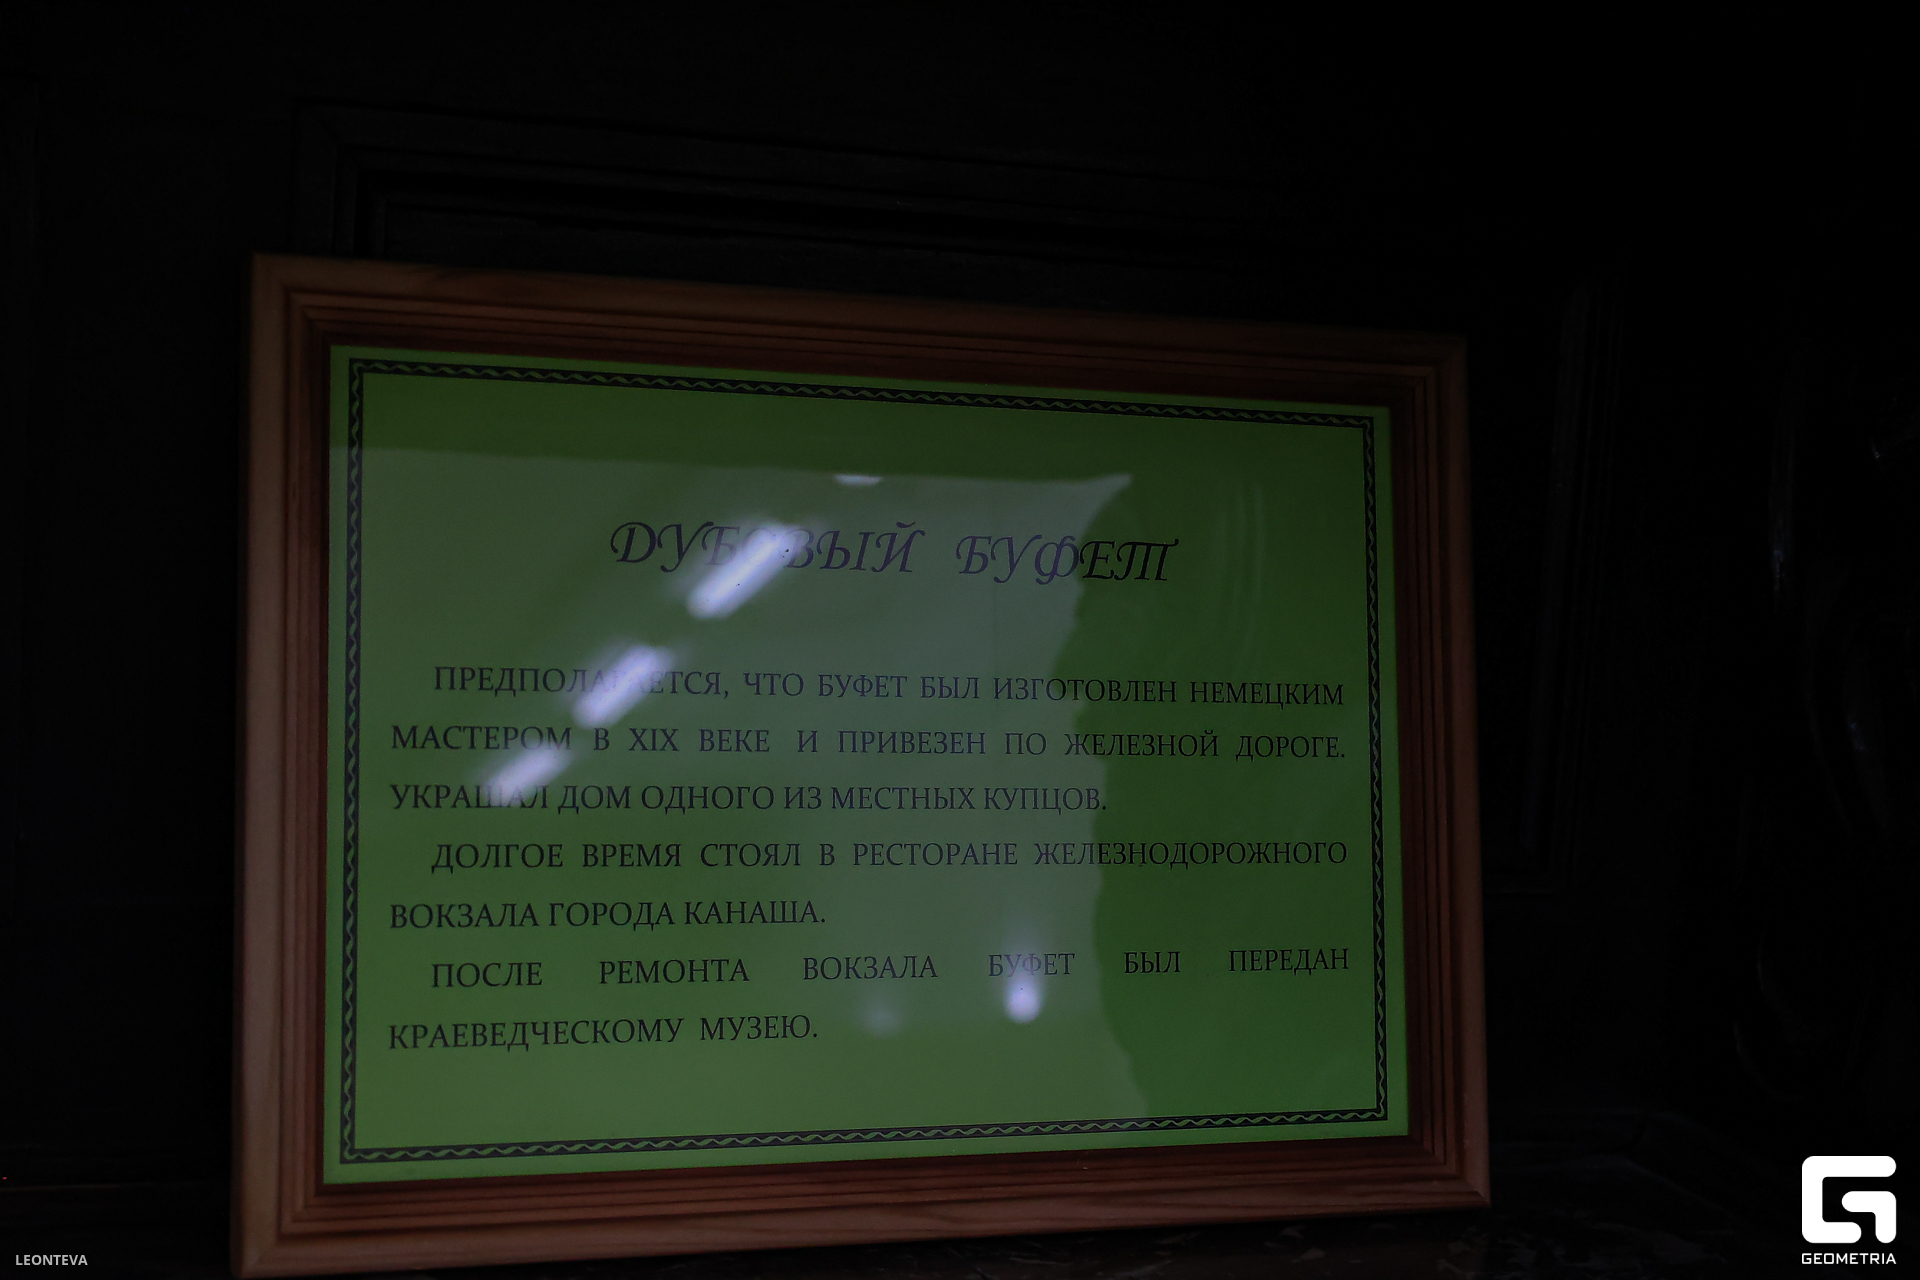 ДУБОВЫЙ БУФЕТ
ПРЕДПОЛАГАЕТСЯ, ЧТО БУФЕТ БЫЛ ИЗГОТОВЛЕН НЕМЕЦКИМ
МАСТЕРОМ В XIX ВЕКЕ И ПРИВЕЗЕН ПО ЖЕЛЕЗНОЙ ДОРОГЕ.
УКРАШАЛ ДОМ ОДНОГО ИЗ МЕСТНЫХ КУПЦОВ.
ДОЛГОЕ ВРЕМЯ СТОЯЛ В РЕСТОРАНЕ ЖЕЛЕЗНОДОРОЖНОГО
ВОКЗАЛА ГОРОДА КАНАША.
ПОСЛЕ РЕМОНТА ВОКЗАЛА БУФЕТ БЫЛ ПЕРЕДАН
КРАЕВЕДЧЕСКОМУ МУЗЕЮ.
LEONTEVA
GEOMETRIA